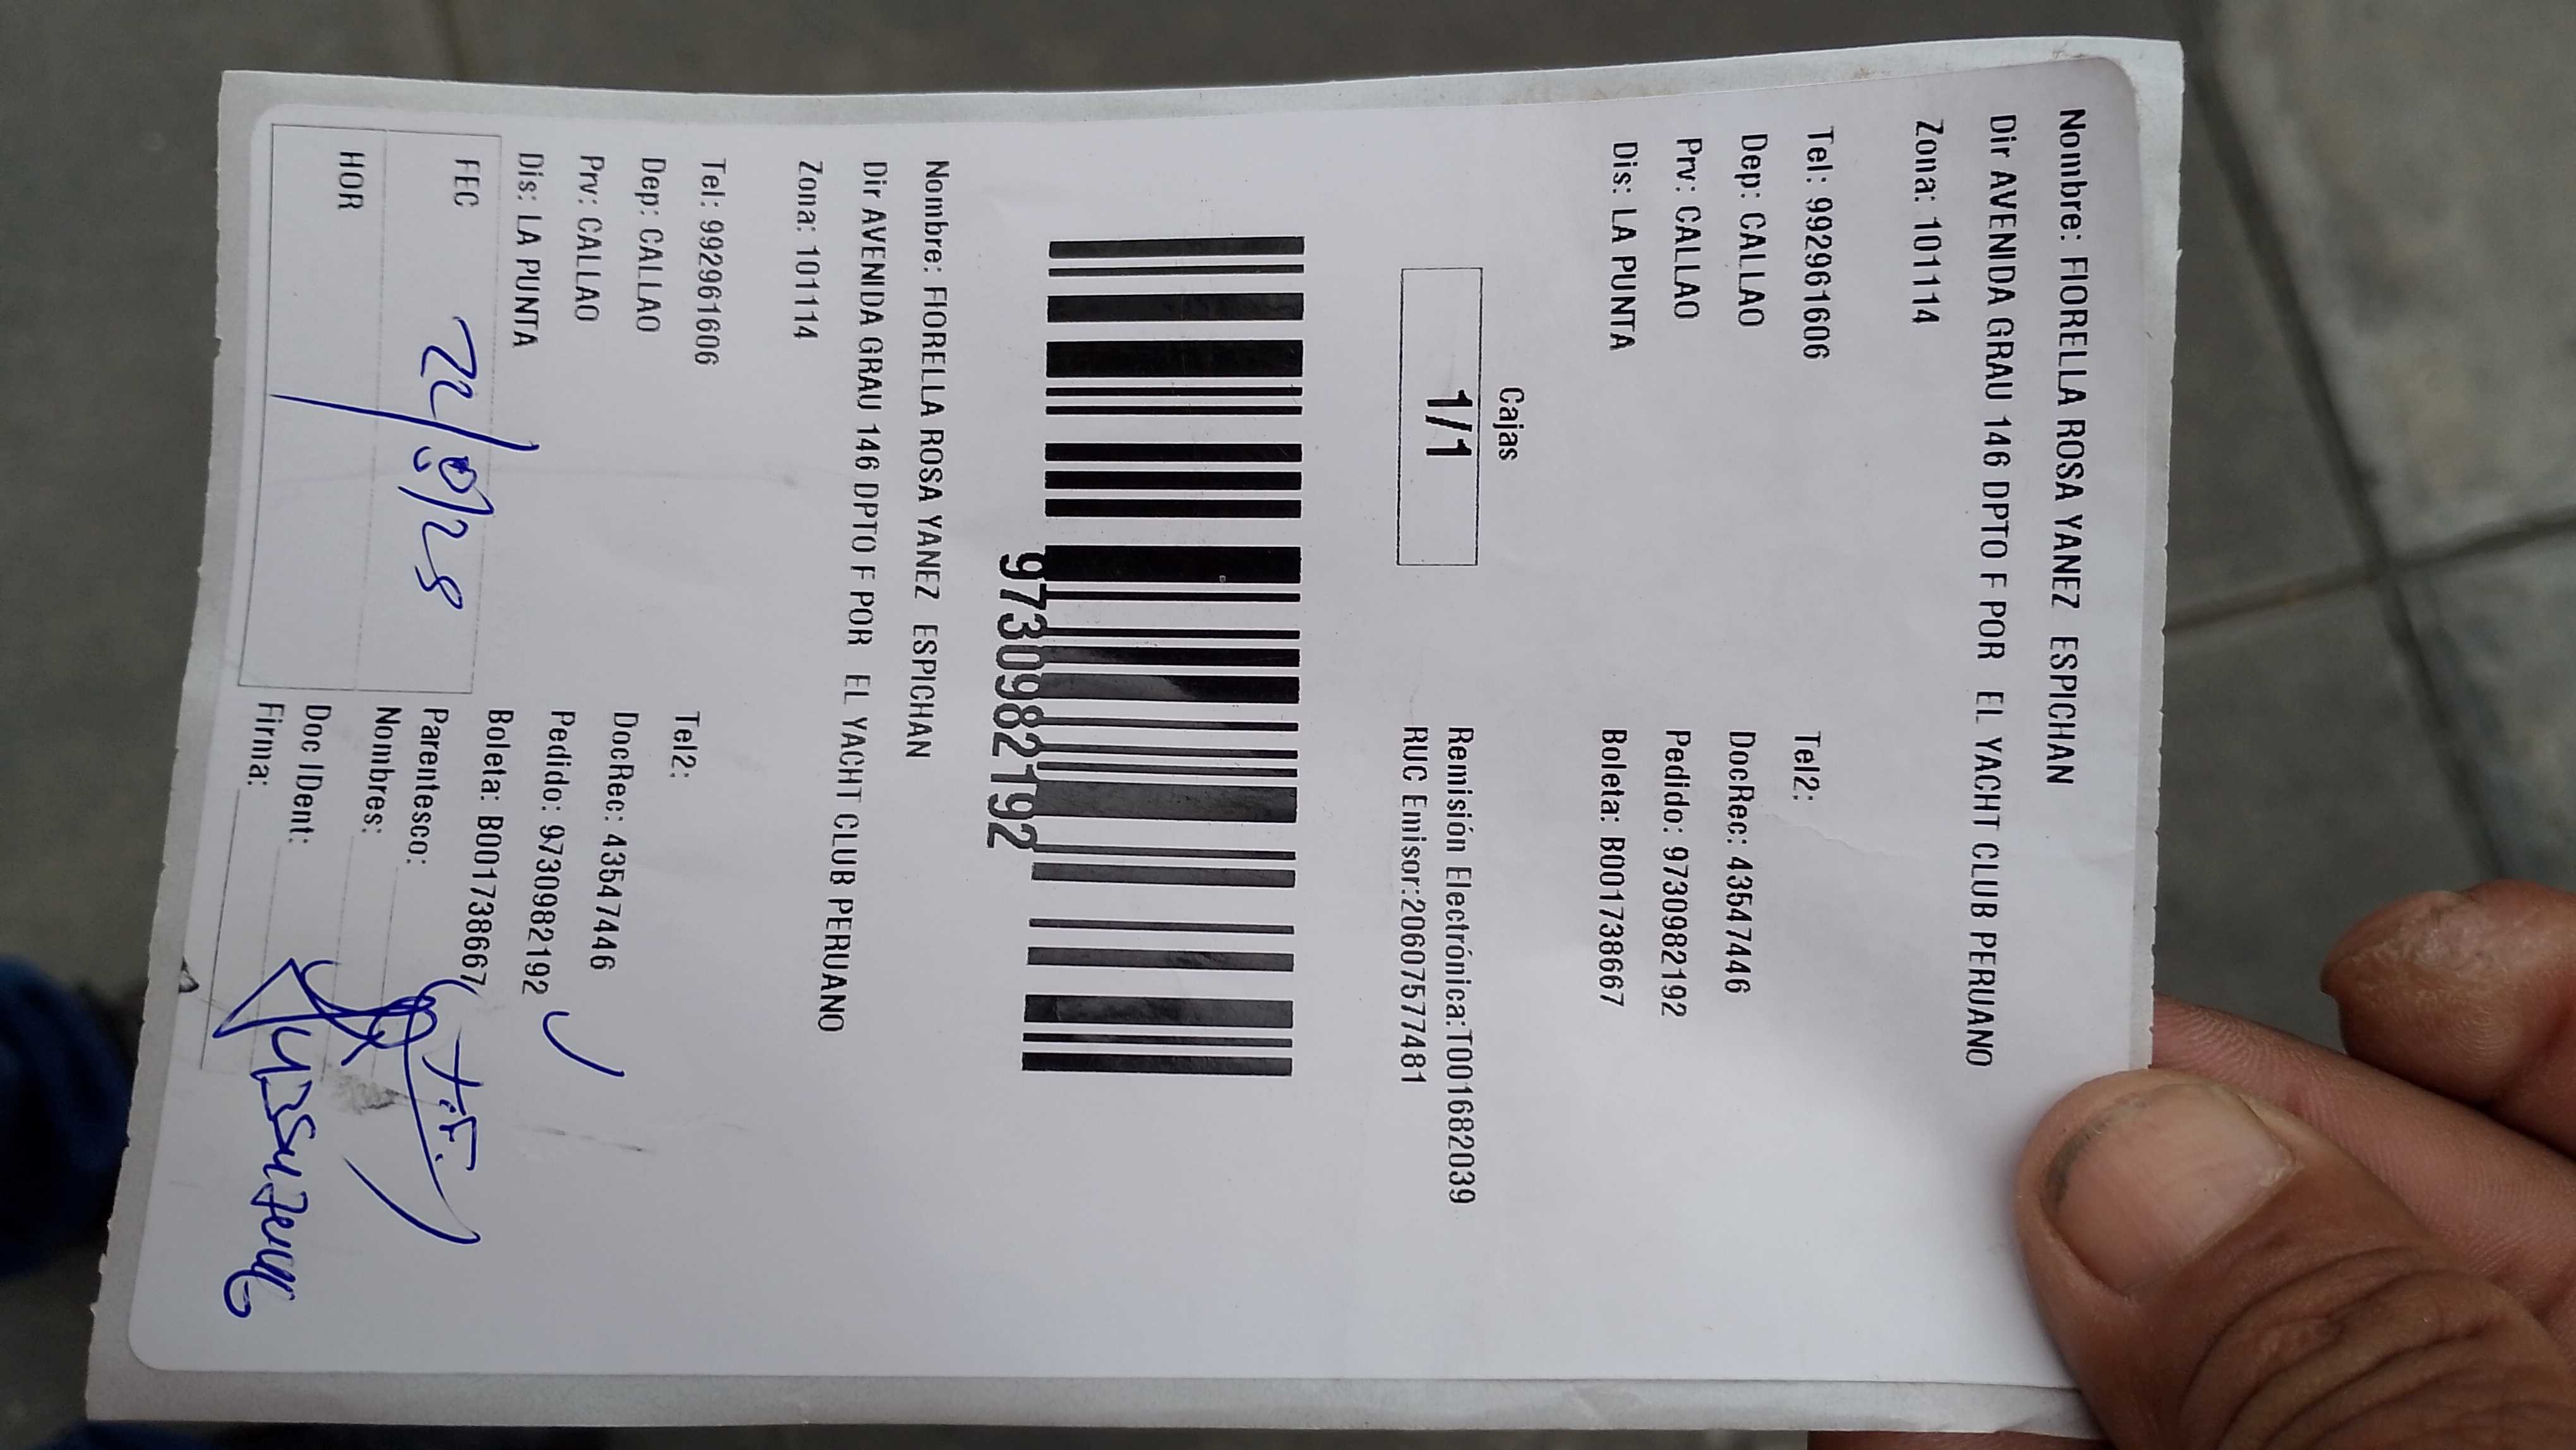 Nombre: FIORELLA ROSA YANEZ ESPICHAN
Dir AVENIDA GRAU 146 DPTO F POR EL YACHT CLUB PERUANO
Zona: 101114
Tel: 992961606 Tel2:
Dep: CALLAO DocRec: 43547446
Prv: CALLAO Pedido: 9730982192
Dis: LA PUNTA Boleta: B001738667
Cajas
1/1
Remisión Electrónica:T001682039
RUC Emisor:20607577481
9730982192
Nombre: FIORELLA ROSA YANEZ ESPICHAN
Dir AVENIDA GRAU 146 DPTO F POR EL YACHT CLUB PERUANO
Zona: 101114
Tel: 992961606 Tel2:
Dep: CALLAO DocRec: 43547446
Prv: CALLAO Pedido: 9730982192
Dis: LA PUNTA Boleta: B001738667
FEC Parentesco:
Nombres:
HOR Doc IDent:
Firma: